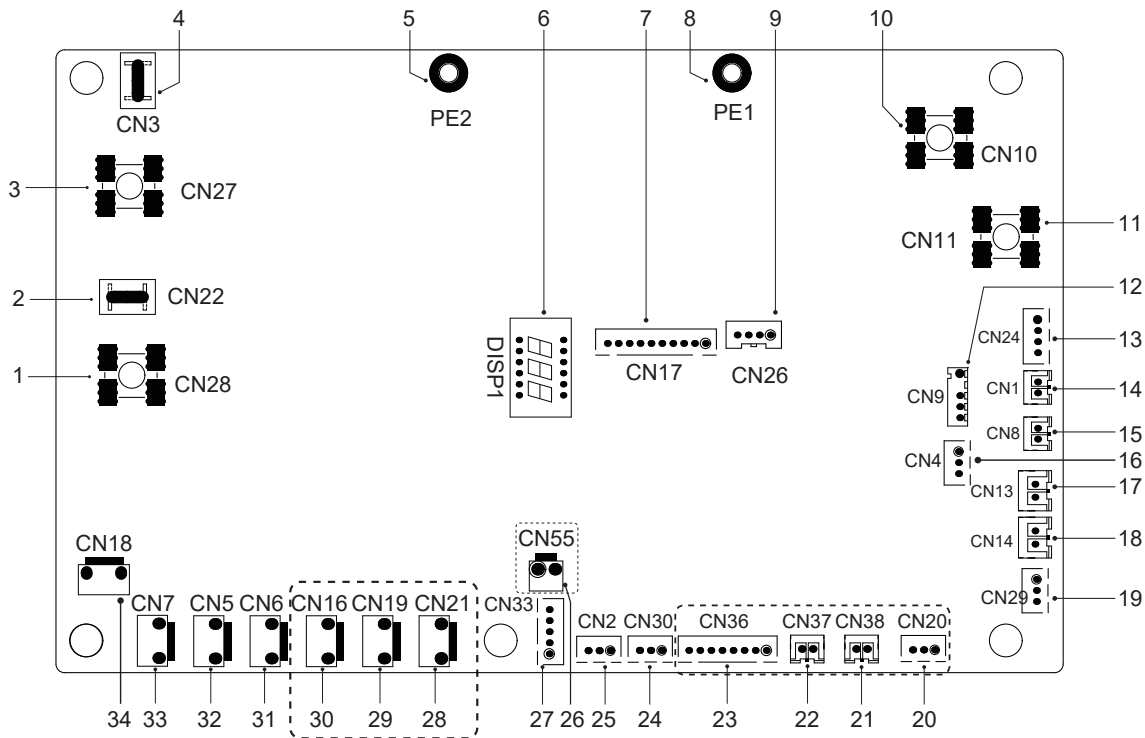 4 5 6 7 8 9 10
CN3 PE2 PE1
CN10
3 CN27
CN11 11
12
2 CN22
CN24 13
DISP1
CN17 CN26
1 CN28
CN9 CN1 14
CN8 15
CN4 16
CN13 17
CN18 CN55 CN14 18
CN7 CN5 CN6 CN16 CN19 CN21 CN33 CN29 19
CN2 CN30 CN36 CN37 CN38 CN20
34 33 32 31 30 29 28 27 26 25 24 23 22 21 20